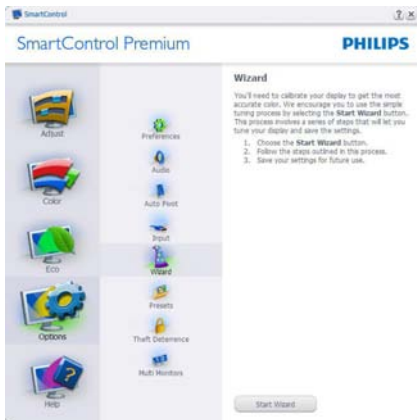 SmartControl
SmartControl Premium
PHILIPS
Adjust
Color
Eco
Options
Help
Preferences
Audio
Auto Pivot
Input
Wizard
Presets
Theft Deterrence
Multi Monitors
Wizard
You'll need to calibrate your display to get the most
accurate color. We encourage you to use the simple
tuning process by selecting the Start Wizard button.
This process involves a series of steps that will let you
tune your display and save the settings.
1. Choose the Start Wizard button.
2. Follow the steps outlined in this process.
3. Save your settings for future use.
Start Wizard